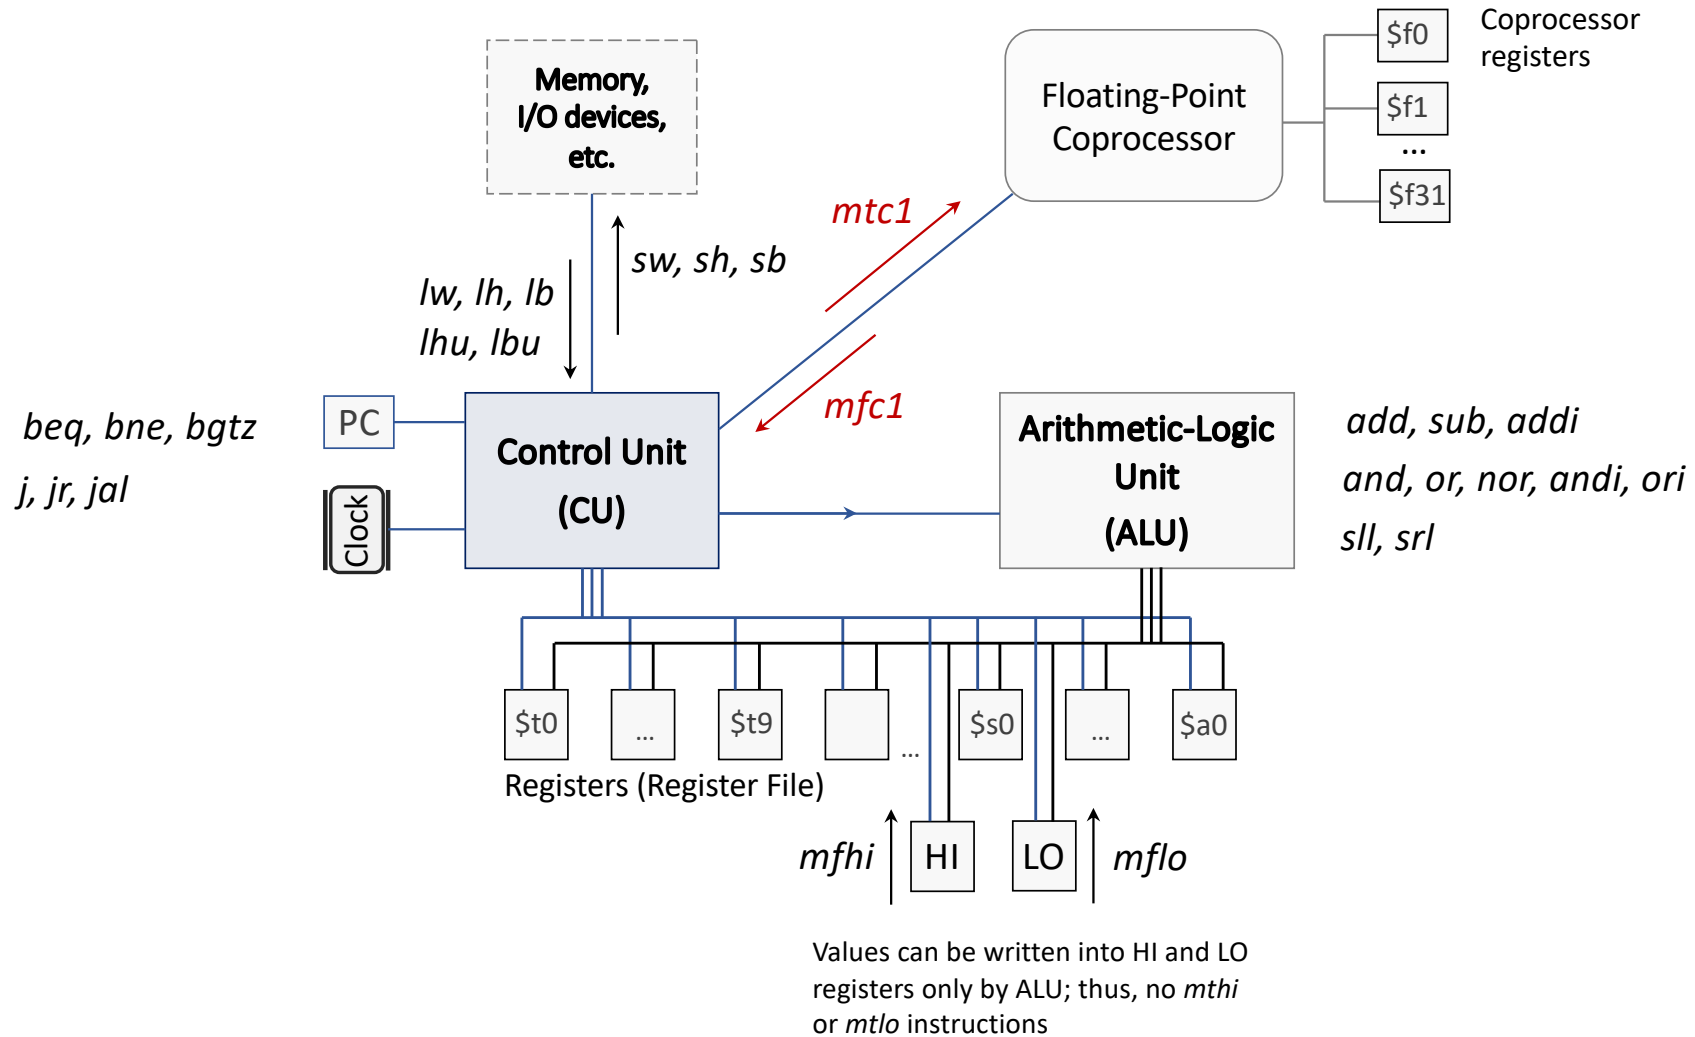 Memory,
I/O devices,
etc.
Floating-Point
Coprocessor
$f0
$f1
...
$f31
Coprocessor
registers
mtc1
sw, sh, sb
lw, lh, lb
lhu, lbu
mfc1
beq, bne, bgtz
j, jr, jal
PC
Clock
Control Unit
(CU)
Arithmetic-Logic
Unit
(ALU)
add, sub, addi
and, or, nor, andi, ori
sll, srl
$t0
...
$t9
...
$s0
...
$a0
Registers (Register File)
mfhi
HI
LO
mflo
Values can be written into HI and LO
registers only by ALU; thus, no mthi
or mtlo instructions